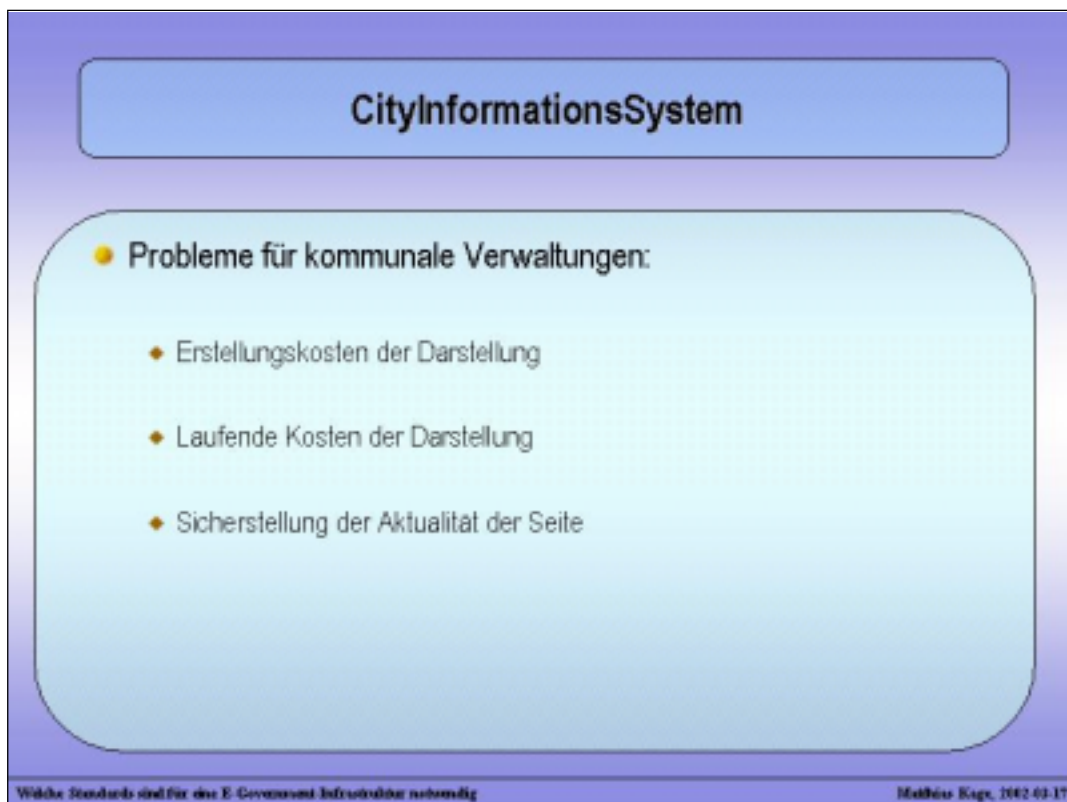 CityInformationsSystem
Probleme für kommunale Verwaltungen:
Erstellungskosten der Darstellung
Laufende Kosten der Darstellung
Sicherstellung der Aktualität der Seite
Welche Standards sind für eine E-Government Infrastruktur notwendig
Matthias